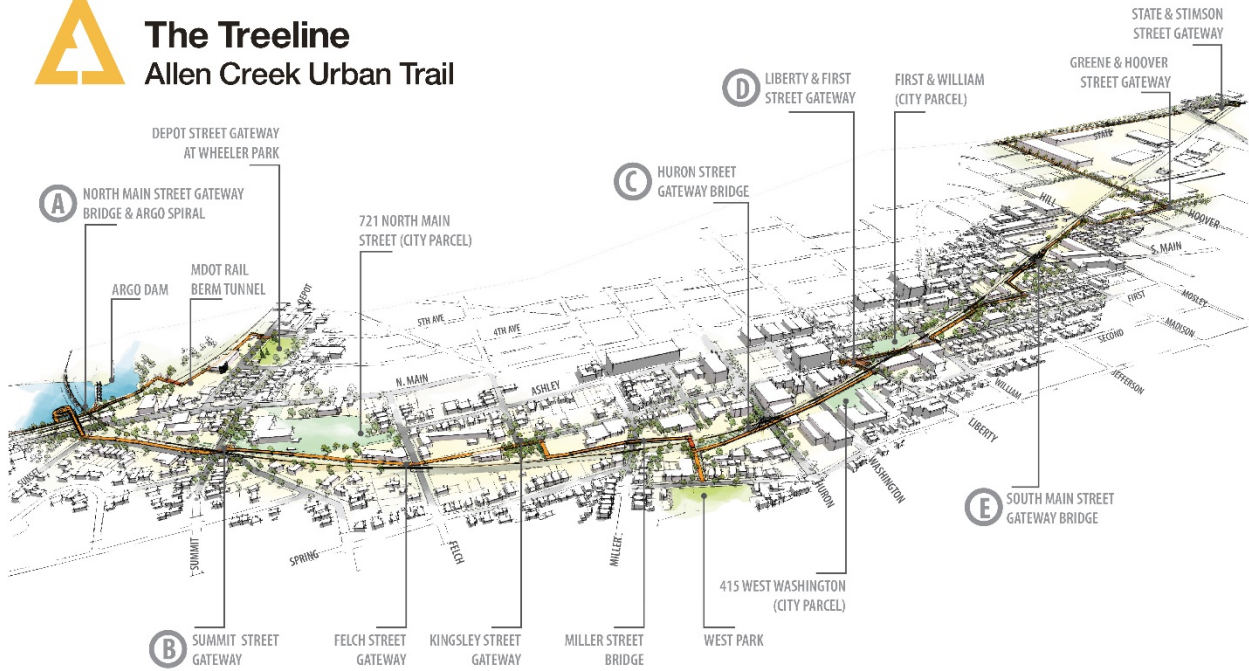 The Treeline
Allen Creek Urban Trail
STATE & STIMSON
STREET GATEWAY
GREENE & HOOVER
STREET GATEWAY
D
LIBERTY & FIRST
STREET GATEWAY
FIRST & WILLIAM
(CITY PARCEL)
DEPOT STREET GATEWAY
AT WHEELER PARK
C
HURON STREET
GATEWAY BRIDGE
A
NORTH MAIN STREET GATEWAY
BRIDGE & ARGO SPIRAL
721 NORTH MAIN
STREET (CITY PARCEL)
ARGO DAM
MDOT RAIL
BERM TUNNEL
DEPOT
5TH AVE
4TH AVE
N. MAIN
ASHLEY
STATE
HILL
HOOVER
S. MAIN
MOSLEY
FIRST
MADISON
SECOND
JEFFERSON
WILLIAM
LIBERTY
WASHINGTON
HURON
SUNSET
SUMMIT
SPRING
FELCH
MILLER
E
SOUTH MAIN STREET
GATEWAY BRIDGE
415 WEST WASHINGTON
(CITY PARCEL)
B
SUMMIT STREET
GATEWAY
FELCH STREET
GATEWAY
KINGSLEY STREET
GATEWAY
MILLER STREET
BRIDGE
WEST PARK